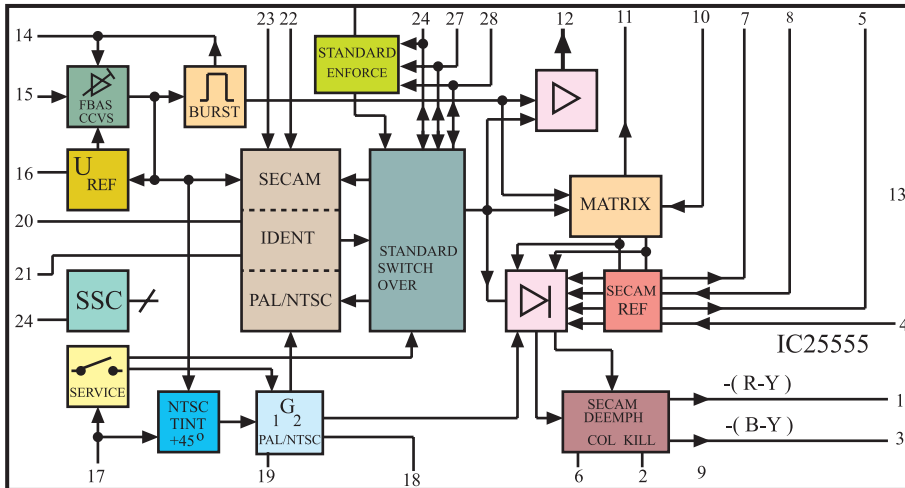 23 22 24 27 28 12 11 10 7 8 5
14
STANDARD
ENFORCE
15
FBAS
CCVS
BURST
16
U
REF
SECAM
MATRIX
13
20
IDENT
STANDARD
SWITCH
OVER
21
SSC
PAL/NTSC
SECAM
REF
24
4
IC25555
SERVICE
-( R-Y )
1
NTSC
TINT
+45°
G
1 2
PAL/NTSC
SECAM
DEEMPH
COL KILL
-( B-Y )
3
17
19
18
6
2
9